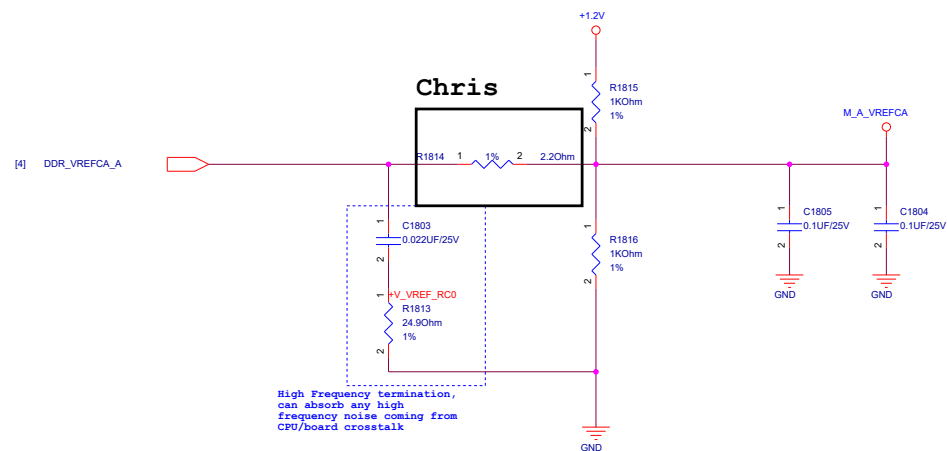 +1.2V
Chris
1
R1815
1KOhm
1%
2
M_A_VREFCA
[4] DDR_VREFCA_A
R1814 1 1% 2 2.2Ohm
1
C1803
0.022UF/25V
2
1
R1816
1KOhm
1%
2
1
C1805
0.1UF/25V
2
GND
1
C1804
0.1UF/25V
2
GND
1
+V_VREF_RC0
R1813
24.9Ohm
1%
2
High Frequency termination,
can absorb any high
frequency noise coming from
CPU/board crosstalk
GND